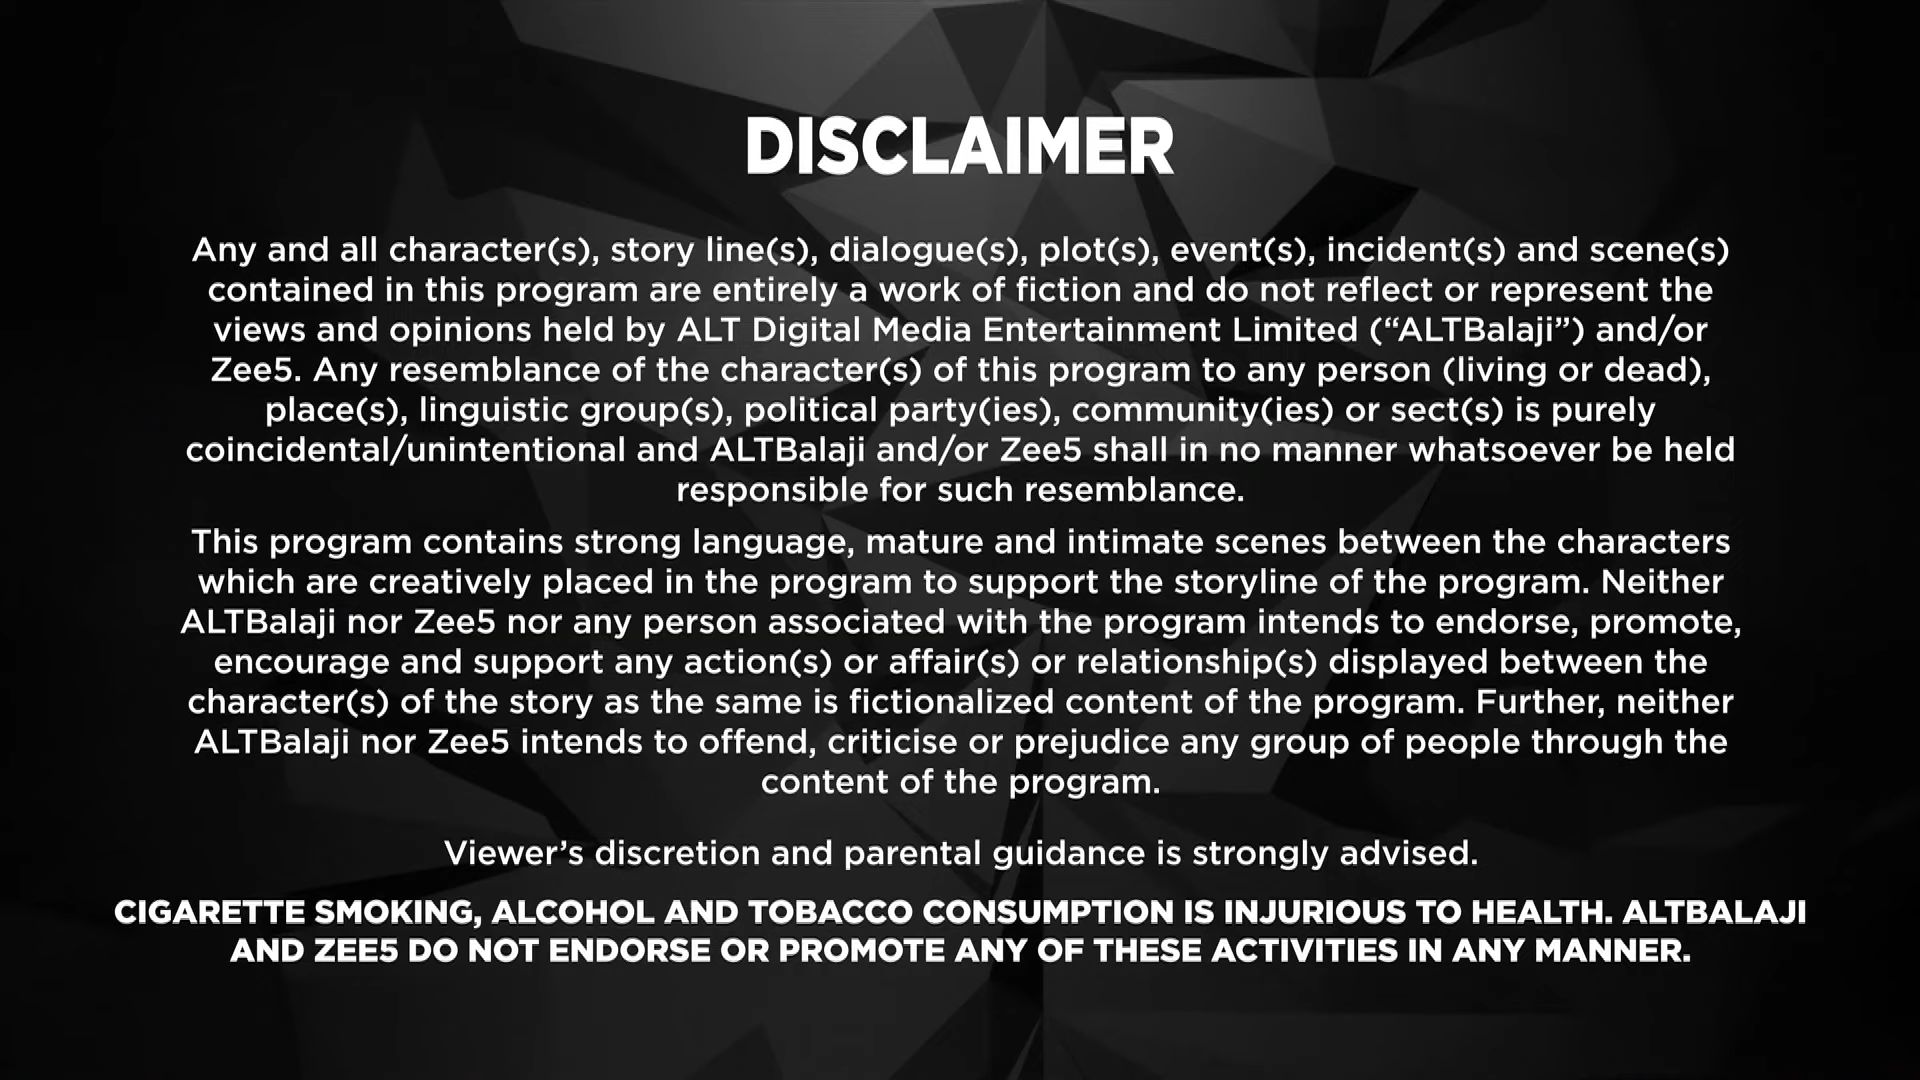 DISCLAIMER
Any and all character(s), story line(s), dialogue(s), plot(s), event(s), incident(s) and scene(s)
contained in this program are entirely a work of fiction and do not reflect or represent the
views and opinions held by ALT Digital Media Entertainment Limited (“ALTBalaji”) and/or
Zee5. Any resemblance of the character(s) of this program to any person (living or dead),
place(s), linguistic group(s), political party(ies), community(ies) or sect(s) is purely
coincidental/unintentional and ALTBalaji and/or Zee5 shall in no manner whatsoever be held
responsible for such resemblance.
This program contains strong language, mature and intimate scenes between the characters
which are creatively placed in the program to support the storyline of the program. Neither
ALTBalaji nor Zee5 nor any person associated with the program intends to endorse, promote,
encourage and support any action(s) or affair(s) or relationship(s) displayed between the
character(s) of the story as the same is fictionalized content of the program. Further, neither
ALTBalaji nor Zee5 intends to offend, criticise or prejudice any group of people through the
content of the program.
Viewer’s discretion and parental guidance is strongly advised.
CIGARETTE SMOKING, ALCOHOL AND TOBACCO CONSUMPTION IS INJURIOUS TO HEALTH. ALTBALAJI
AND ZEE5 DO NOT ENDORSE OR PROMOTE ANY OF THESE ACTIVITIES IN ANY MANNER.